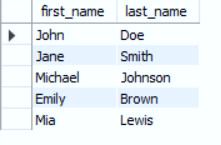 first_name last_name
John Doe
Jane Smith
Michael Johnson
Emily Brown
Mia Lewis